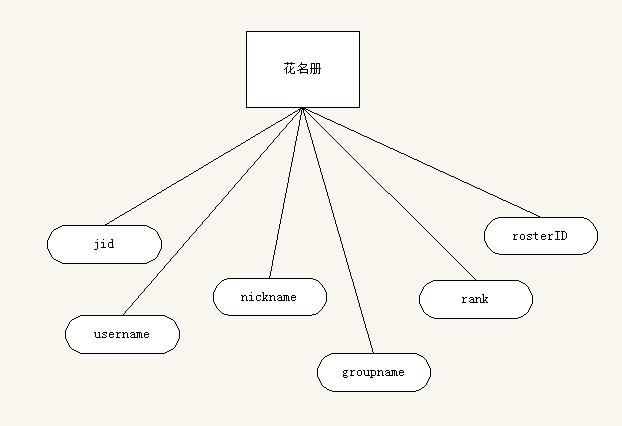 花名册
jid
username
nickname
groupname
rank
rosterID